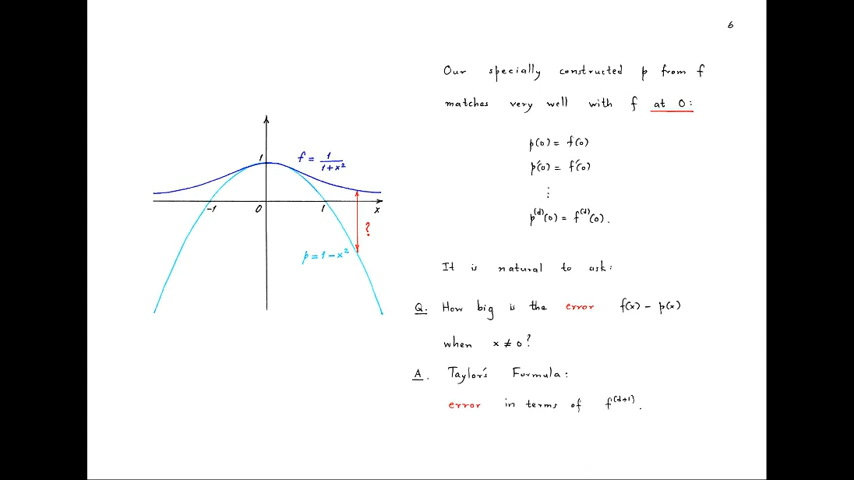 6
Our specially constructed p from f
matches very well with f at 0:
p(0) = f(0)
p'(0) = f'(0)
⋮
p^(d)(0) = f^(d)(0).
It is natural to ask:
Q. How big is the error f(x) - p(x)
when x ≠ 0?
A. Taylor's Formula:
error in terms of f^(d+1).
1
f = 1/(1+x²)
-1
0
1
x
?
p = 1 - x²